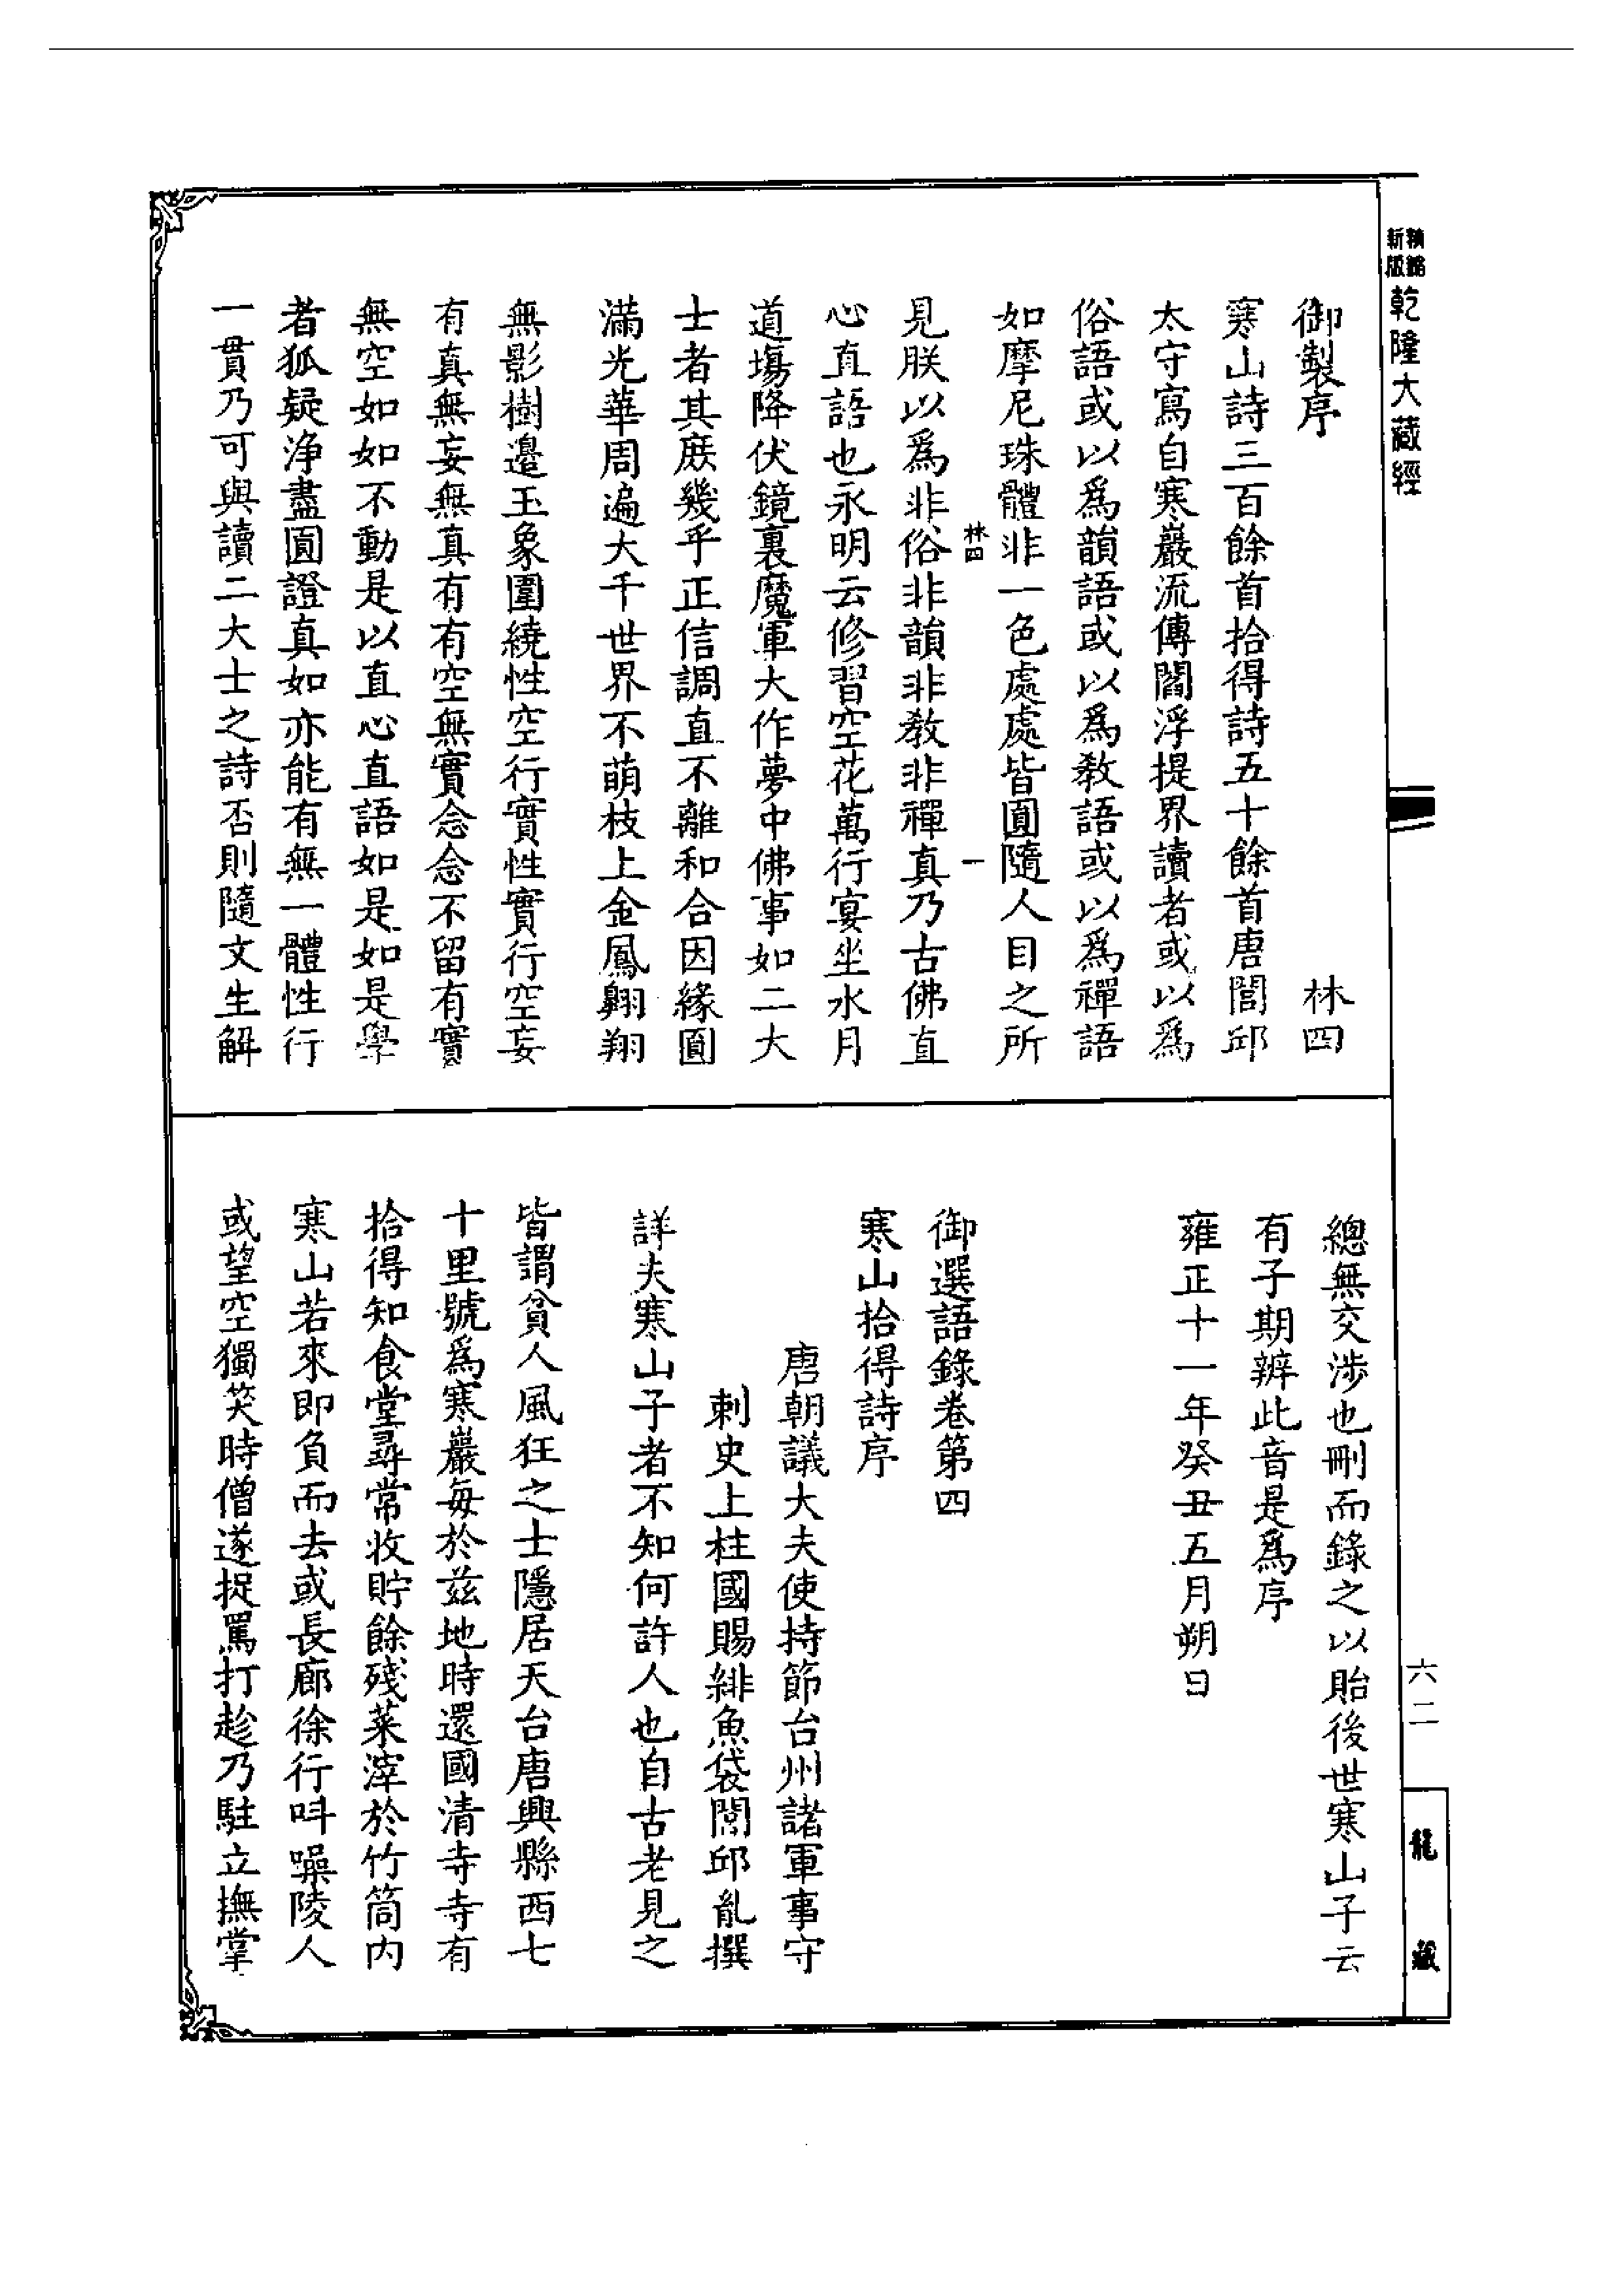 新版
乾隆大藏經
御製序 林四
寒山詩三百餘首拾得詩五十餘首唐閭邱
太守寫自寒巖流傳閻浮提界讀者或以爲
俗語或以爲韻語或以爲教語或以爲禪語
如摩尼珠體非一色處處皆圓隨人目之所
林四 一
見朕以爲非俗非韻非教非禪真乃古佛直
心直語也永明云修習空花萬行宴坐水月
道塲降伏鏡裏魔軍大作夢中佛事如二大
士者其庶幾乎正信調直不離和合因緣圓
滿光華周遍大千世界不萌枝上金鳳翱翔
無影樹邊玉象圍繞性空行實性實行空妄
有真無妄無真有有空無實念念不留有實
無空如如不動是以直心直語如是如是學
者狐疑淨盡圓證真如亦能有無一體性行
一貫乃可與讀二大士之詩否則隨文生解
總無交涉也刪而錄之以貽後世寒山子云
有子期辨此音是爲序
雍正十一年癸丑五月朔日
御選語錄卷第四
寒山拾得詩序
唐朝議大夫使持節台州諸軍事守
刺史上柱國賜緋魚袋閭邱亂撰
詳夫寒山子者不知何許人也自古老見之
皆謂貧人風狂之士隱居天台唐興縣西七
十里號爲寒巖每於兹地時還國清寺寺有
拾得知食堂尋常收貯餘殘菜滓於竹筒内
寒山若來即負而去或長廊徐行叫噪陵人
或望空獨笑時僧遂捉罵打趁乃駐立撫掌
六二
龍藏